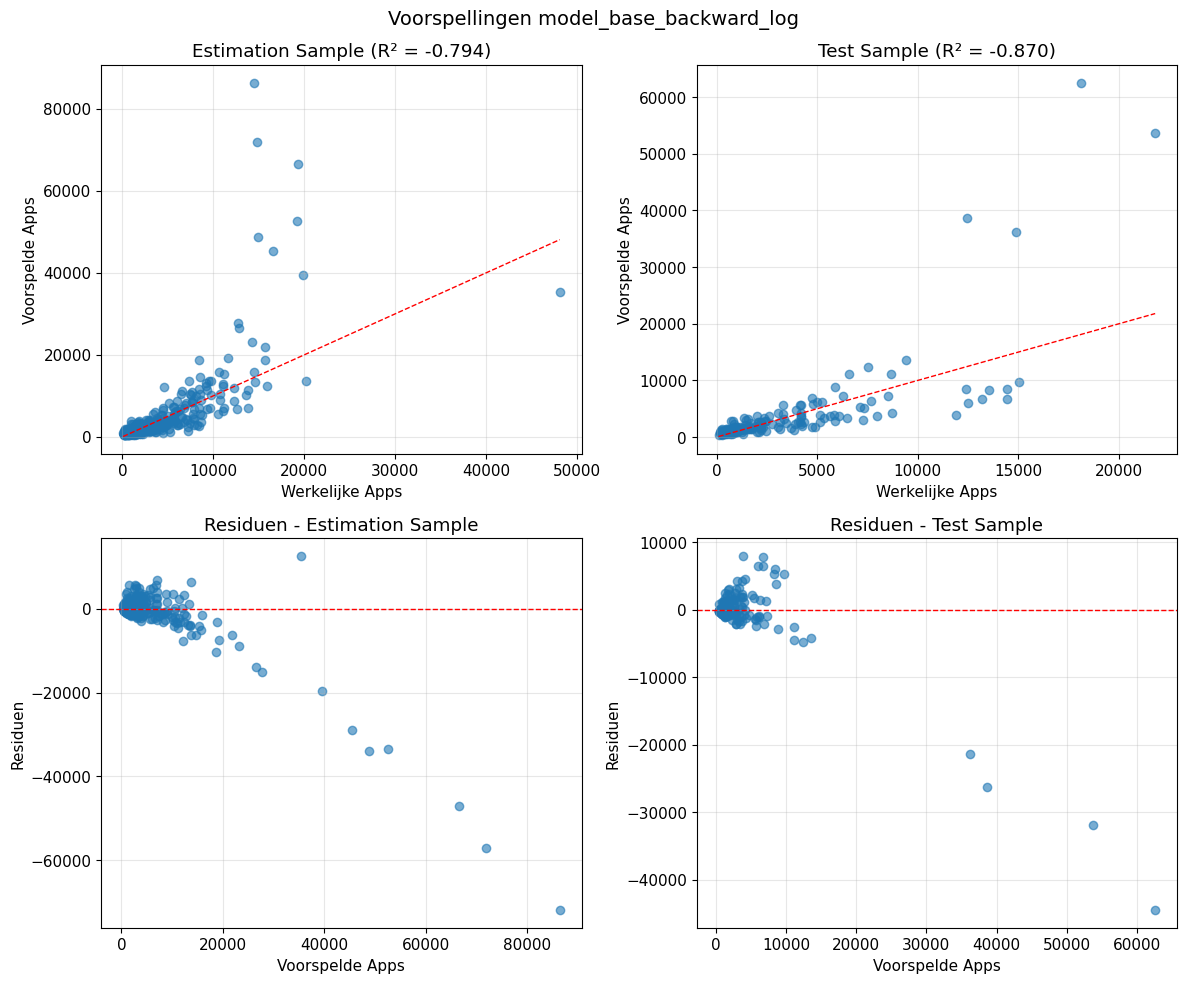 Voorspellingen model_base_backward_log
Estimation Sample (R² = -0.794)
80000
60000
40000
20000
0
Voorspelde Apps
0 10000 20000 30000 40000 50000
Werkelijke Apps
Test Sample (R² = -0.870)
60000
50000
40000
30000
20000
10000
0
Voorspelde Apps
0 5000 10000 15000 20000
Werkelijke Apps
Residuen - Estimation Sample
0
−20000
−40000
−60000
Residuen
0 20000 40000 60000 80000
Voorspelde Apps
Residuen - Test Sample
10000
0
−10000
−20000
−30000
−40000
Residuen
0 10000 20000 30000 40000 50000 60000
Voorspelde Apps